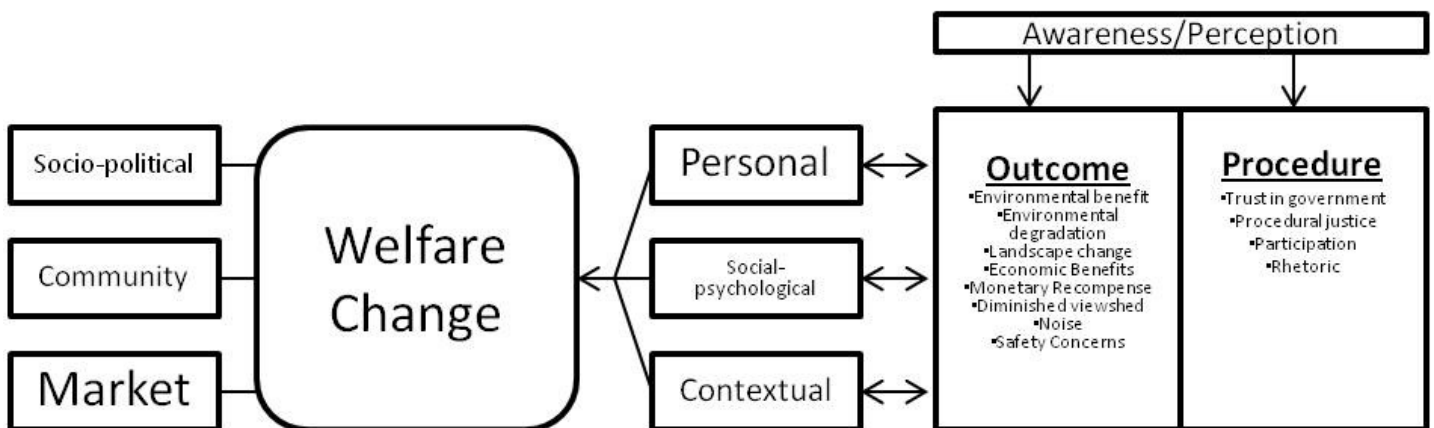 Awareness/Perception
Socio-political
Community
Market
Welfare
Change
Personal
Social-
psychological
Contextual
Outcome
▪Environmental benefit
▪Environmental
degradation
▪Landscape change
▪Economic Benefits
▪Monetary Recompense
▪Diminished viewshed
▪Noise
▪Safety Concerns
Procedure
▪Trust in government
▪Procedural justice
▪Participation
▪Rhetoric